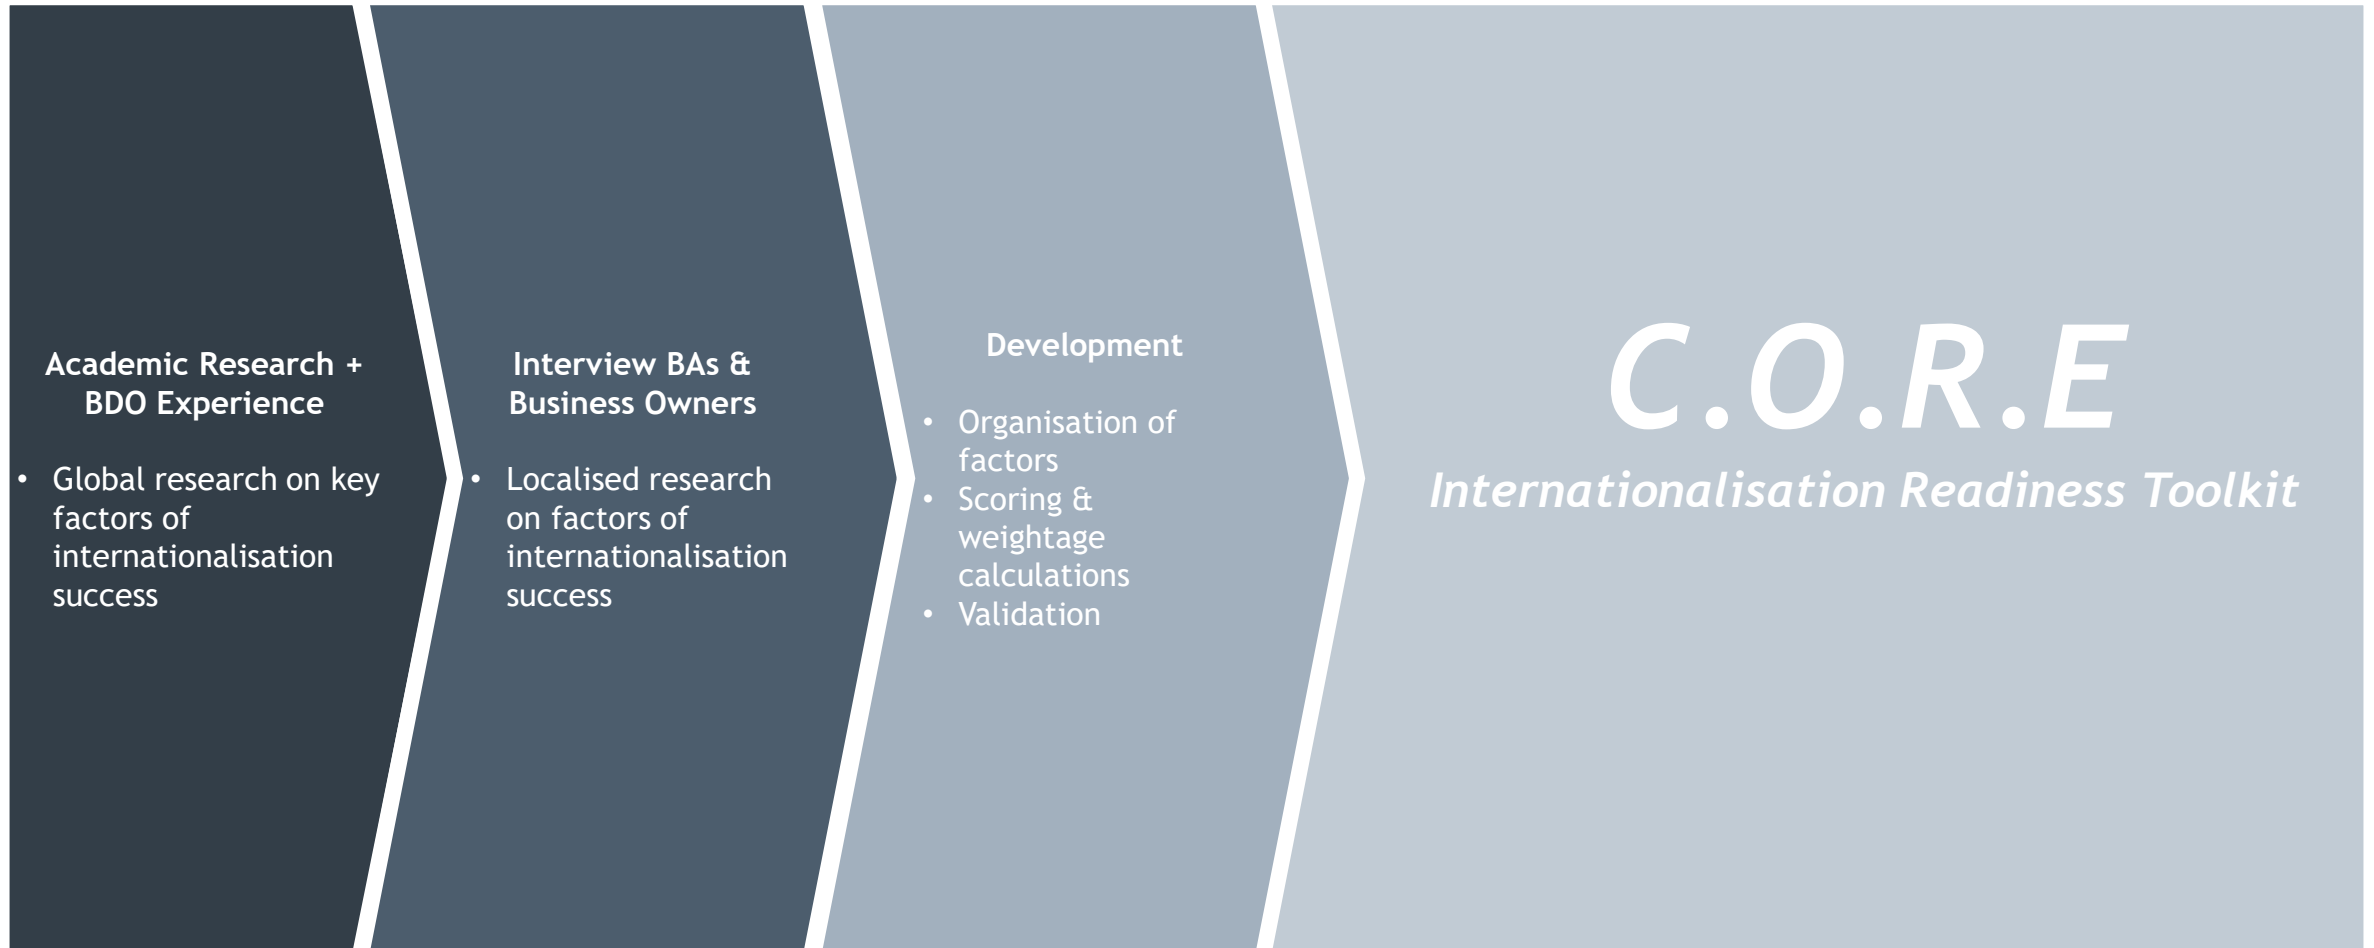 Academic Research +
BDO Experience
• Global research on key
factors of
internationalisation
success
Interview BAs &
Business Owners
• Localised research
on factors of
internationalisation
success
Development
• Organisation of
factors
• Scoring &
weightage
calculations
• Validation
C.O.R.E
Internationalisation Readiness Toolkit